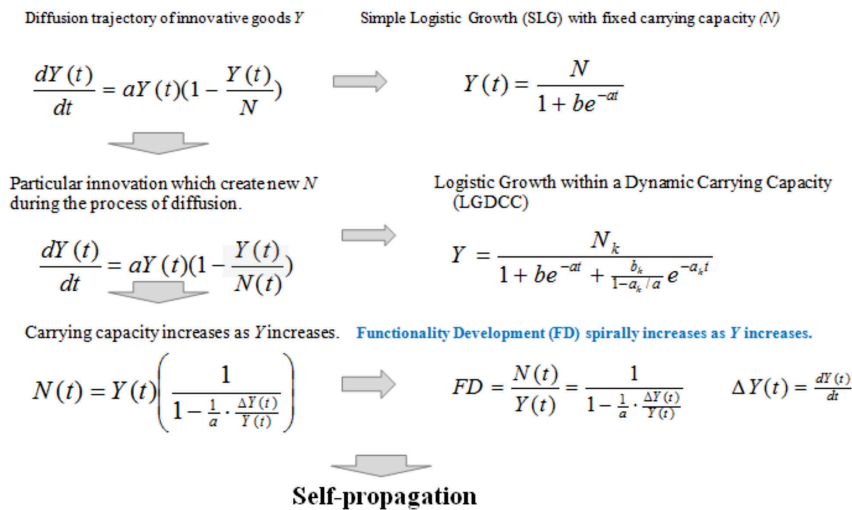 Diffusion trajectory of innovative goods Y
Simple Logistic Growth (SLG) with fixed carrying capacity (N)
dY(t)/dt = aY(t)(1 − Y(t)/N)
Y(t) = N/(1 + be^{−at})
Particular innovation which create new N
during the process of diffusion.
Logistic Growth within a Dynamic Carrying Capacity
(LGDCC)
dY(t)/dt = aY(t)(1 − Y(t)/N(t))
Y = N_k/(1 + be^{−at} + b_k/(1−a_k/a) e^{−a_k t})
Carrying capacity increases as Y increases.
Functionality Development (FD) spirally increases as Y increases.
N(t) = Y(t)(1/(1 − 1/a · ΔY(t)/Y(t)))
FD = N(t)/Y(t) = 1/(1 − 1/a · ΔY(t)/Y(t))
ΔY(t) = dY(t)/dt
Self-propagation